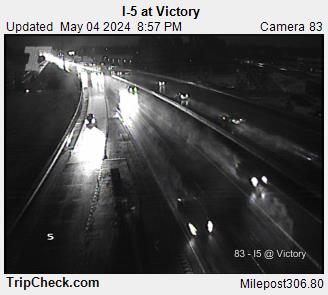 I-5 at Victory
Updated May 04 2024 8:57 PM Camera 83
S
83 - I5 @ Victory
TripCheck.com Milepost306.80